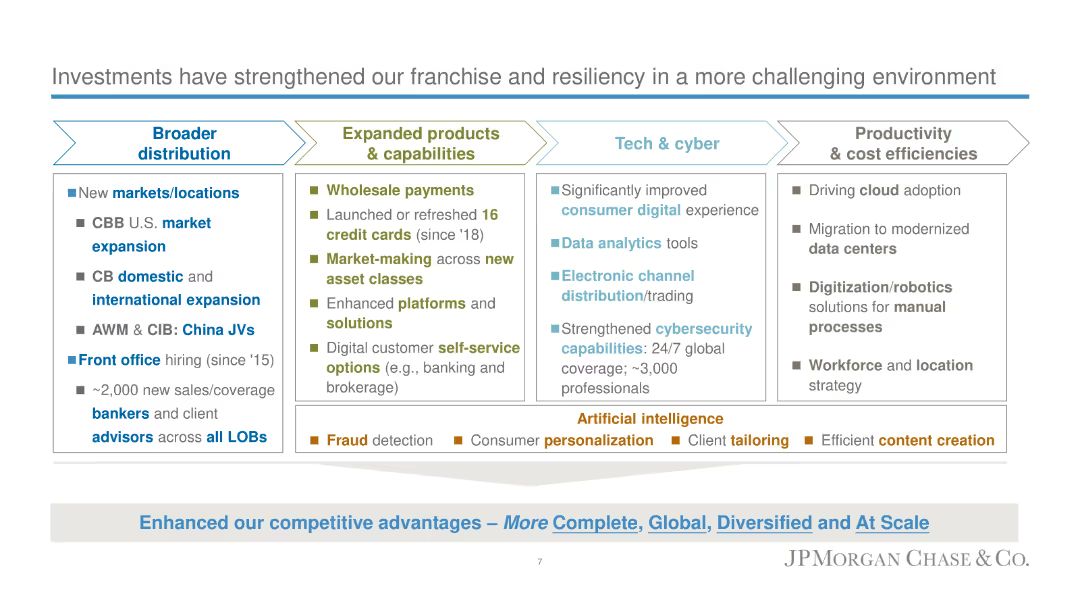 Investments have strengthened our franchise and resiliency in a more challenging environment
Broader
distribution
■New markets/locations
■ CBB U.S. market
expansion
■ CB domestic and
international expansion
■ AWM & CIB: China JVs
■Front office hiring (since '15)
■ ~2,000 new sales/coverage
bankers and client
advisors across all LOBs
Expanded products
& capabilities
■ Wholesale payments
■ Launched or refreshed 16
credit cards (since '18)
■ Market-making across new
asset classes
■ Enhanced platforms and
solutions
■ Digital customer self-service
options (e.g., banking and
brokerage)
Tech & cyber
■Significantly improved
consumer digital experience
■Data analytics tools
■Electronic channel
distribution/trading
■Strengthened cybersecurity
capabilities: 24/7 global
coverage; ~3,000
professionals
Productivity
& cost efficiencies
■ Driving cloud adoption
■ Migration to modernized
data centers
■ Digitization/robotics
solutions for manual
processes
■ Workforce and location
strategy
Artificial intelligence
■ Fraud detection ■ Consumer personalization ■ Client tailoring ■ Efficient content creation
Enhanced our competitive advantages – More Complete, Global, Diversified and At Scale
7
JPMORGAN CHASE & CO.